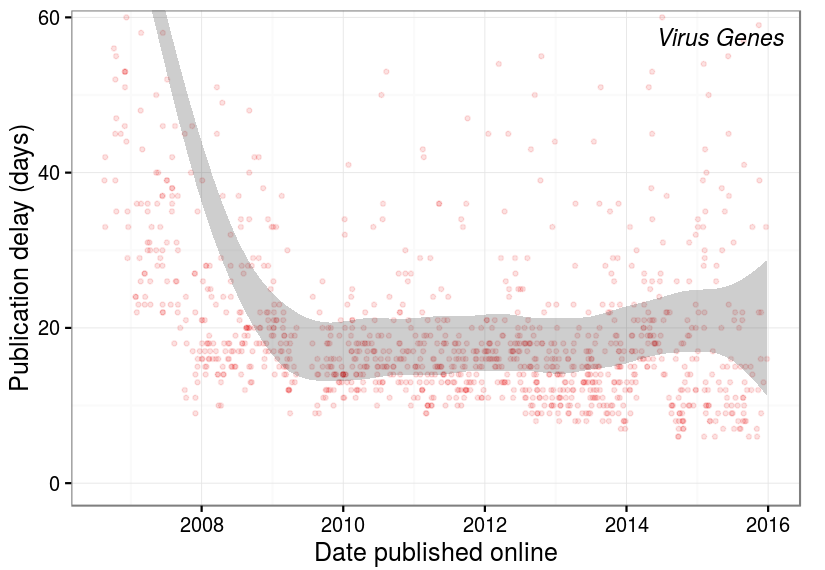 Virus Genes
Publication delay (days)
60
40
20
0
2008 2010 2012 2014 2016
Date published online